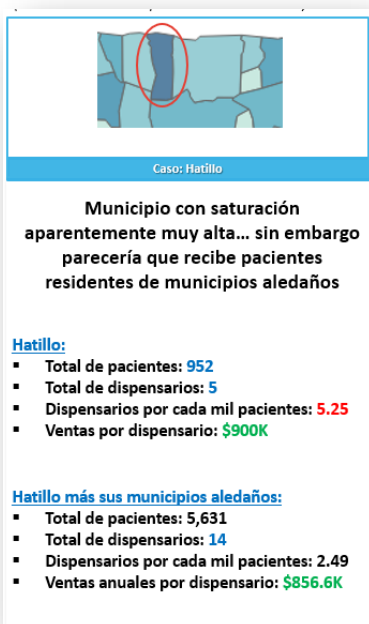 Caso: Hatillo
Municipio con saturación
aparentemente muy alta... sin embargo
parecería que recibe pacientes
residentes de municipios aledaños
Hatillo:
▪ Total de pacientes: 952
▪ Total de dispensarios: 5
▪ Dispensarios por cada mil pacientes: 5.25
▪ Ventas por dispensario: $900K
Hatillo más sus municipios aledaños:
▪ Total de pacientes: 5,631
▪ Total de dispensarios: 14
▪ Dispensarios por cada mil pacientes: 2.49
▪ Ventas anuales por dispensario: $856.6K